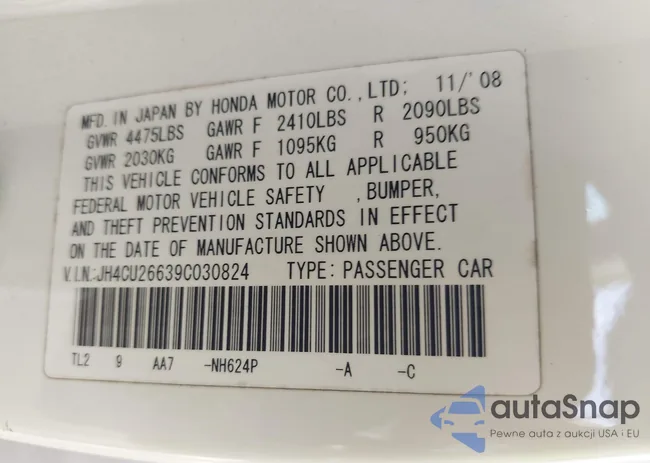 MFD. IN JAPAN BY HONDA MOTOR CO.,LTD; 11/'08
GVWR 4475LBS GAWR F 2410LBS R 2090LBS
GVWR 2030KG GAWR F 1095KG R 950KG
THIS VEHICLE CONFORMS TO ALL APPLICABLE
FEDERAL MOTOR VEHICLE SAFETY ,BUMPER,
AND THEFT PREVENTION STANDARDS IN EFFECT
ON THE DATE OF MANUFACTURE SHOWN ABOVE.
V.I.N.:JH4CU26639C030824 TYPE: PASSENGER CAR
TL2 9 AA7 -NH624P -A -C
autaSnap
Pewne auta z aukcji USA i EU